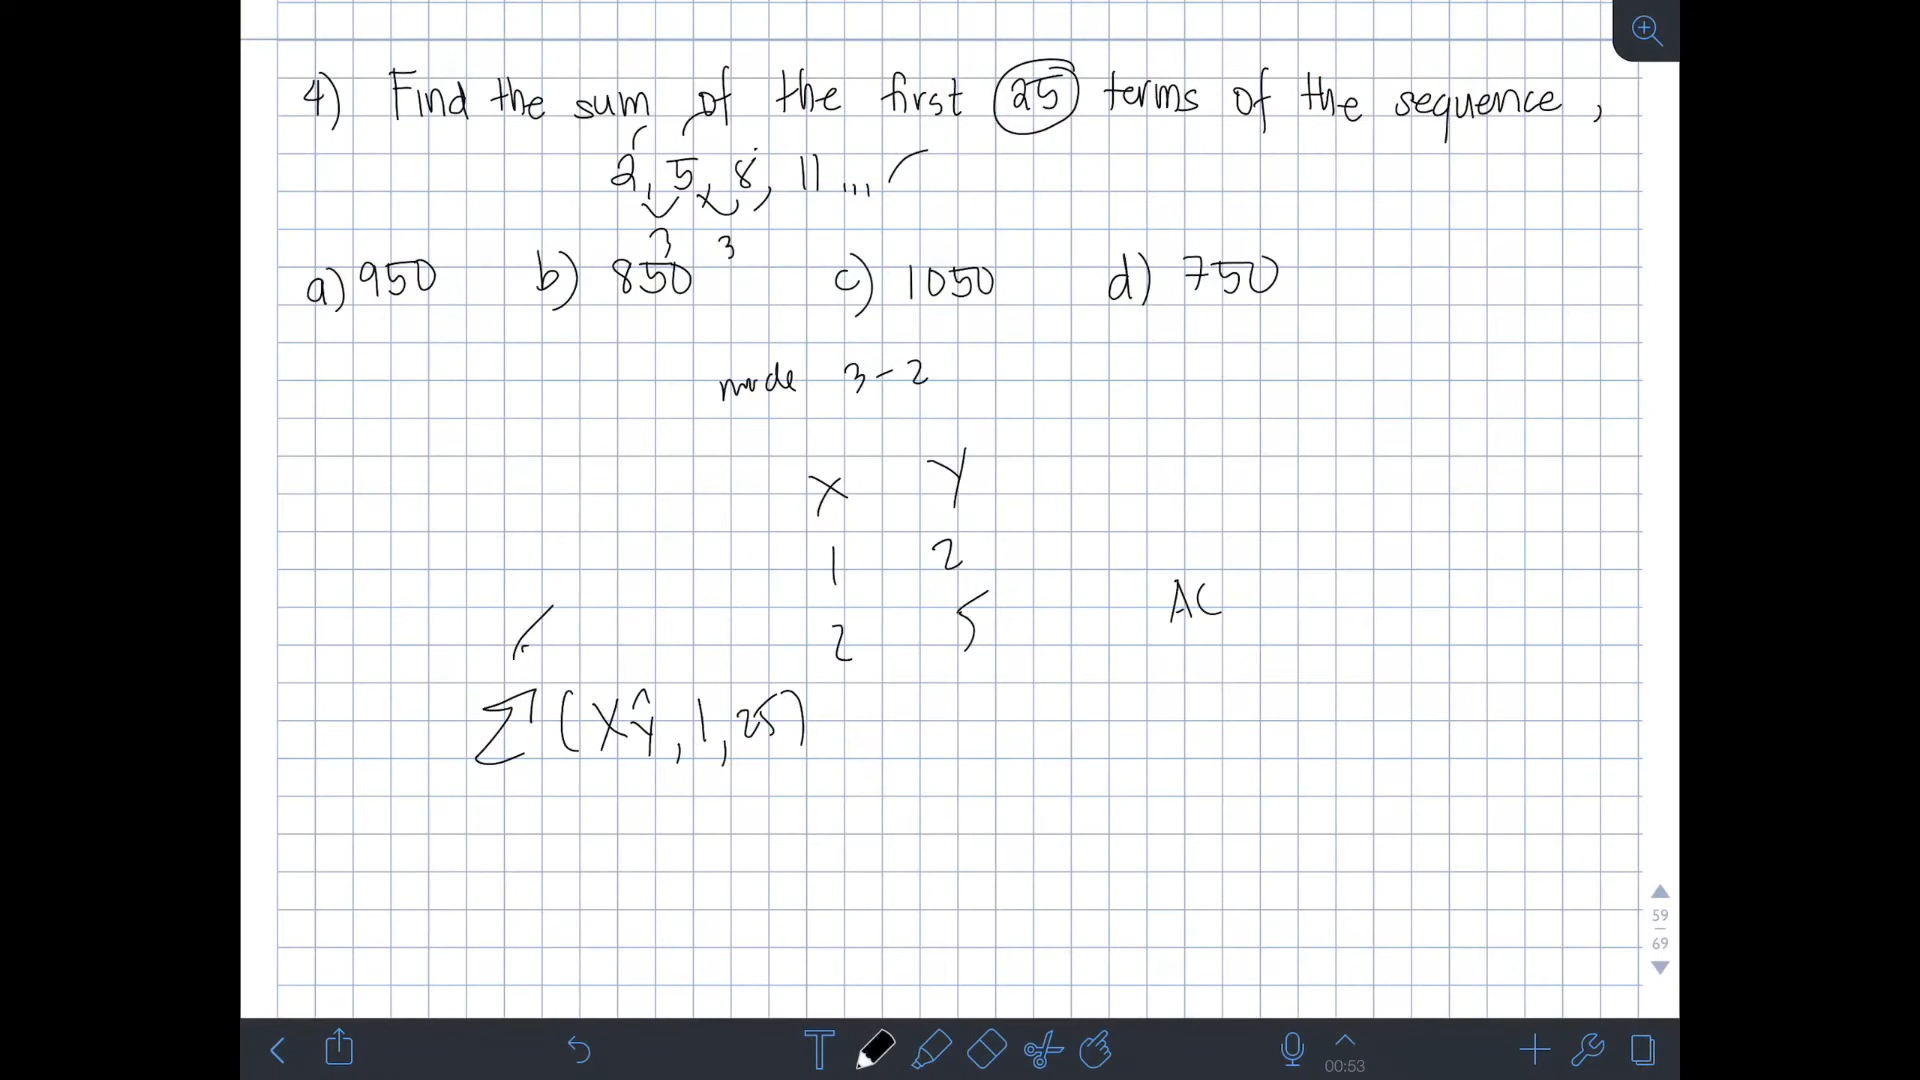 4) Find the sum of the first 25 terms of the sequence,
2, 5, 8, 11 ...
3 3
a) 950 b) 850 c) 1050 d) 750
mode 3-2
X Y
1 2
2 5
AC
Σ(XŶ, 1, 25)
59
69
T
00:53